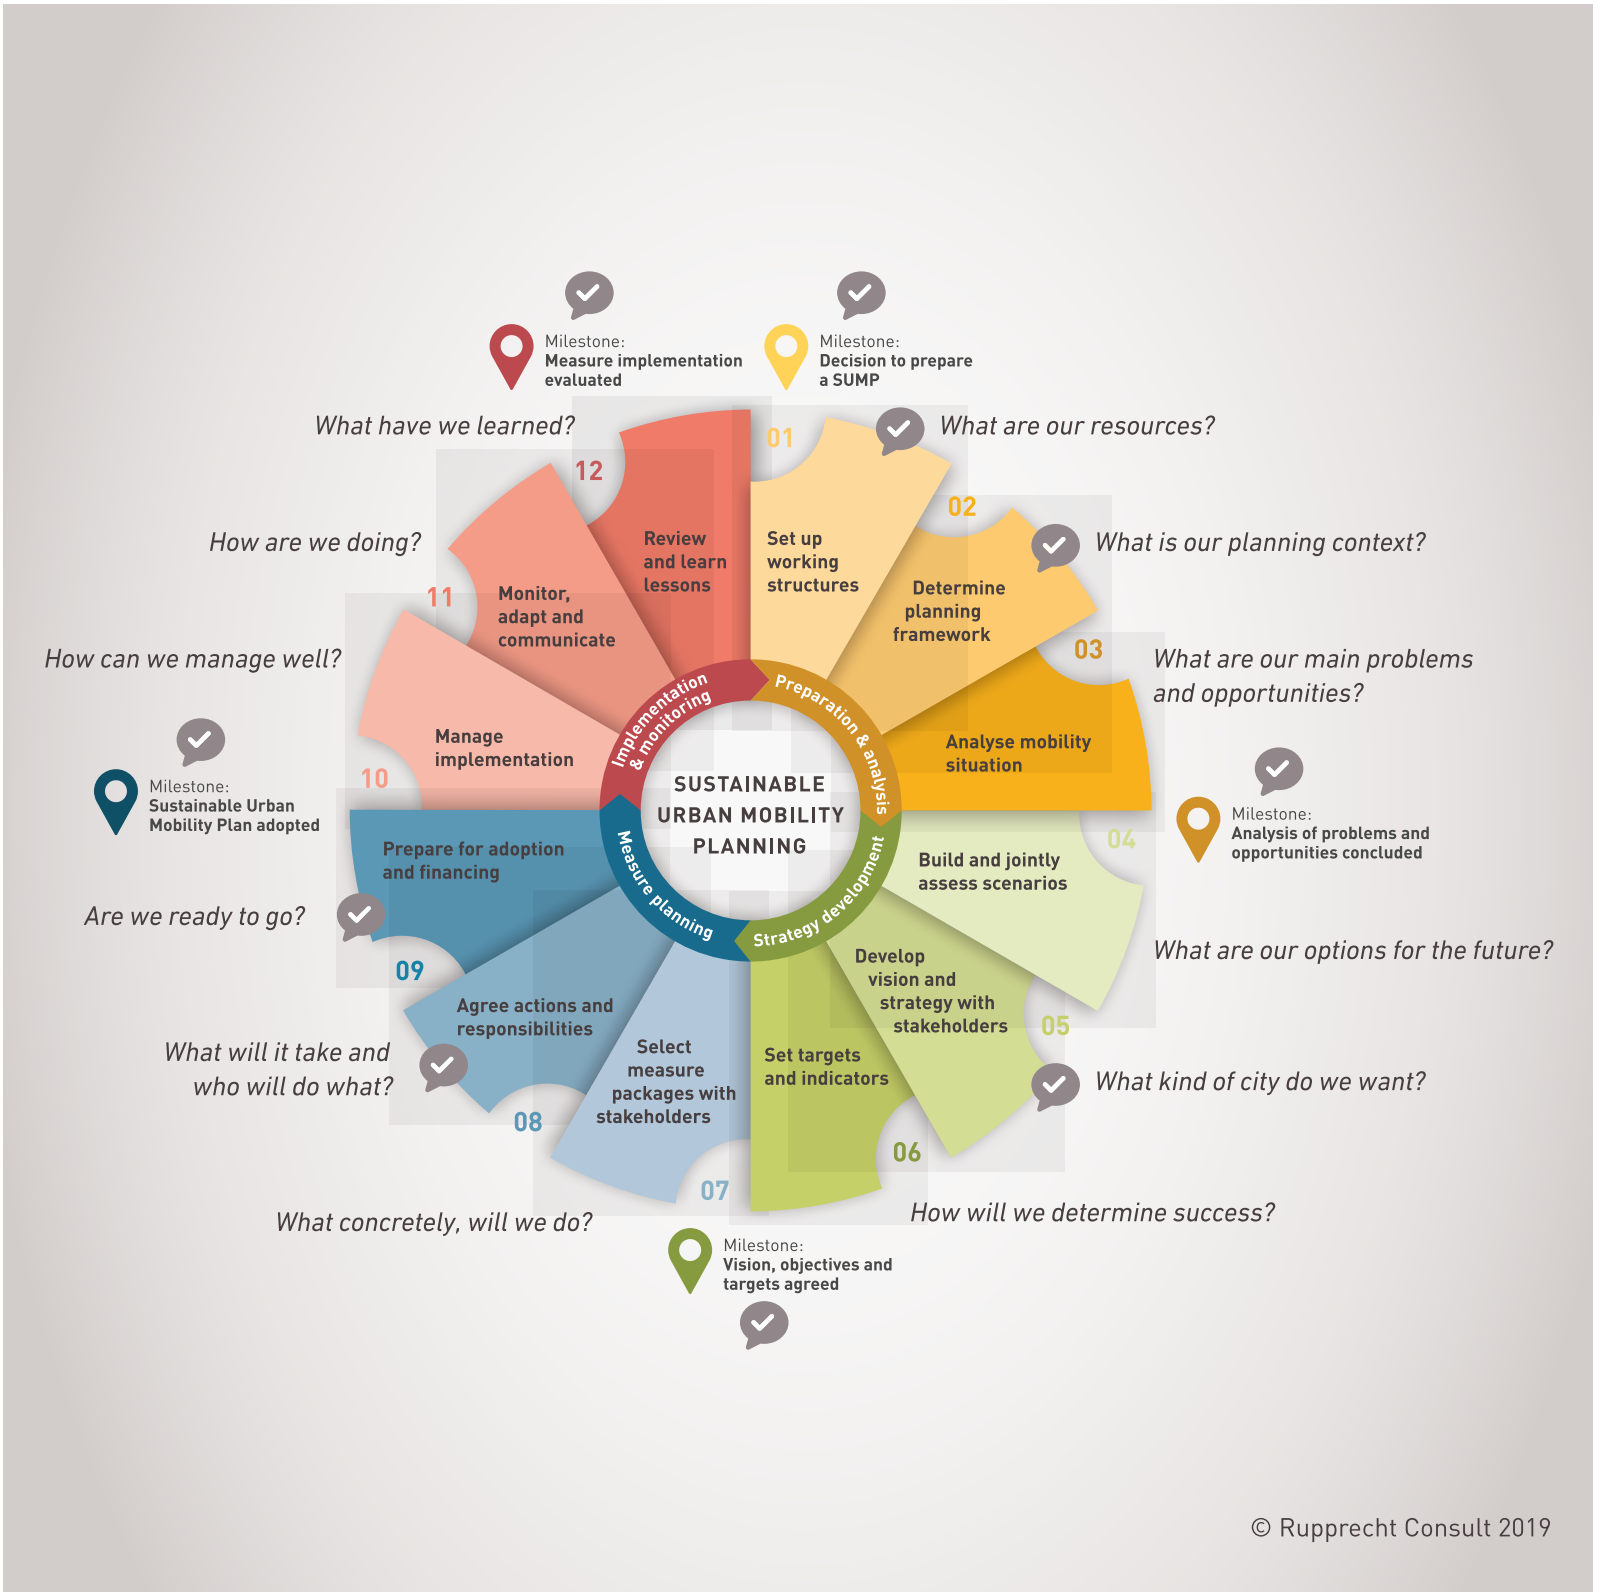 Milestone:
Measure implementation
evaluated
Milestone:
Decision to prepare
a SUMP
What have we learned?
What are our resources?
How are we doing?
What is our planning context?
How can we manage well?
What are our main problems
and opportunities?
Milestone:
Sustainable Urban
Mobility Plan adopted
Milestone:
Analysis of problems and
opportunities concluded
Are we ready to go?
What are our options for the future?
What will it take and
who will do what?
What kind of city do we want?
What concretely, will we do?
How will we determine success?
Milestone:
Vision, objectives and
targets agreed
01
Set up
working
structures
02
Determine
planning
framework
03
Analyse mobility
situation
04
Build and jointly
assess scenarios
05
Develop
vision and
strategy with
stakeholders
06
Set targets
and indicators
07
Select
measure
packages with
stakeholders
08
Agree actions and
responsibilities
09
Prepare for adoption
and financing
10
Manage
implementation
11
Monitor,
adapt and
communicate
12
Review
and learn
lessons
Preparation & analysis
Strategy development
Measure planning
Implementation
& monitoring
SUSTAINABLE
URBAN MOBILITY
PLANNING
© Rupprecht Consult 2019